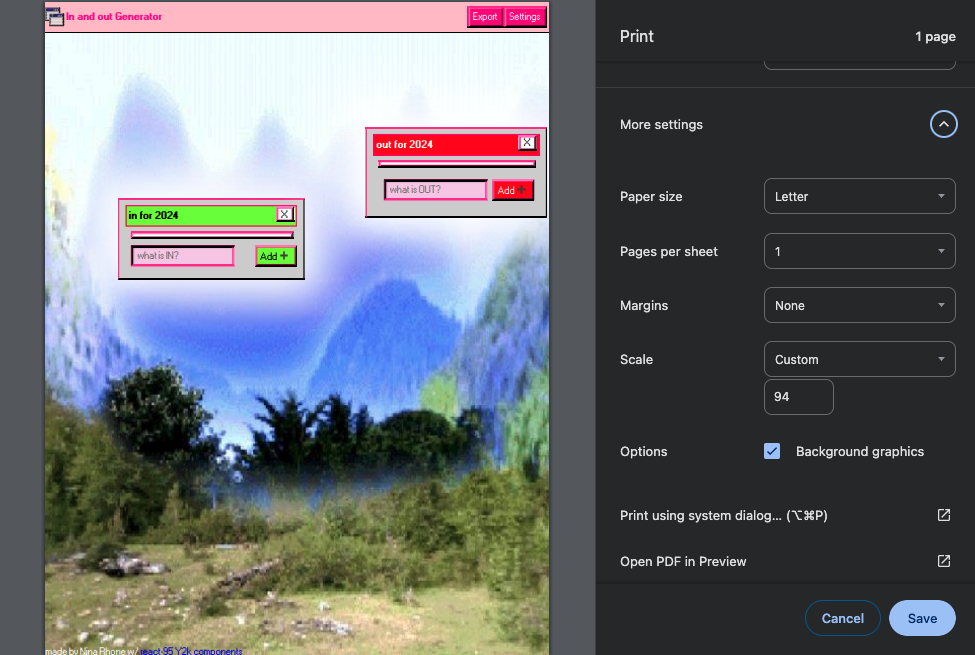 In and out Generator
Export
Settings
out for 2024
X
what is OUT?
Add +
in for 2024
X
what is IN?
Add +
made by Nina Rhone w/ react-95 Y2k components
Print
1 page
More settings
Paper size
Letter
Pages per sheet
1
Margins
None
Scale
Custom
94
Options
Background graphics
Print using system dialog... (⌥⌘P)
Open PDF in Preview
Cancel
Save